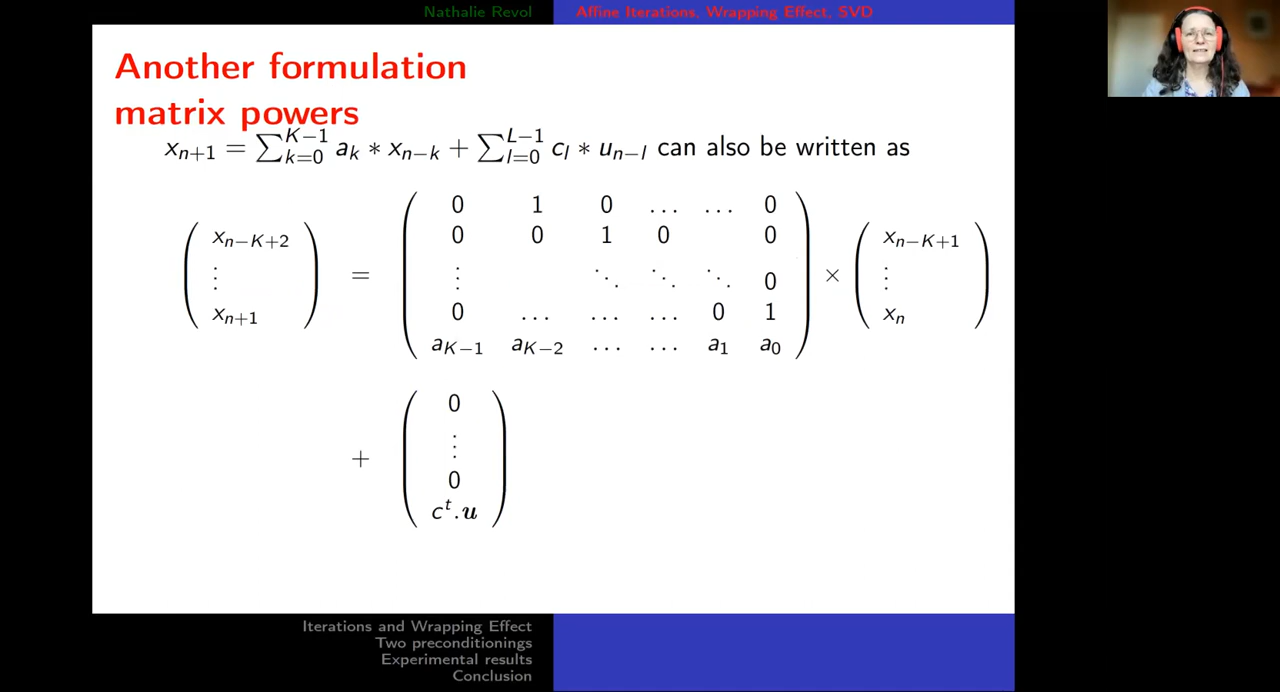 Nathalie Revol
Affine Iterations, Wrapping Effect, SVD
Another formulation
matrix powers
x_{n+1} = ∑_{k=0}^{K−1} a_k ∗ x_{n−k} + ∑_{l=0}^{L−1} c_l ∗ u_{n−l} can also be written as
( x_{n−K+2} ⋮ x_{n+1} ) =
0 1 0 … … 0
0 0 1 0 0
⋮ ⋱ ⋱ ⋱ 0
0 … … … 0 1
a_{K−1} a_{K−2} … … a_1 a_0
× ( x_{n−K+1} ⋮ x_n )
+ ( 0 ⋮ 0 c^t.u )
Iterations and Wrapping Effect
Two preconditionings
Experimental results
Conclusion